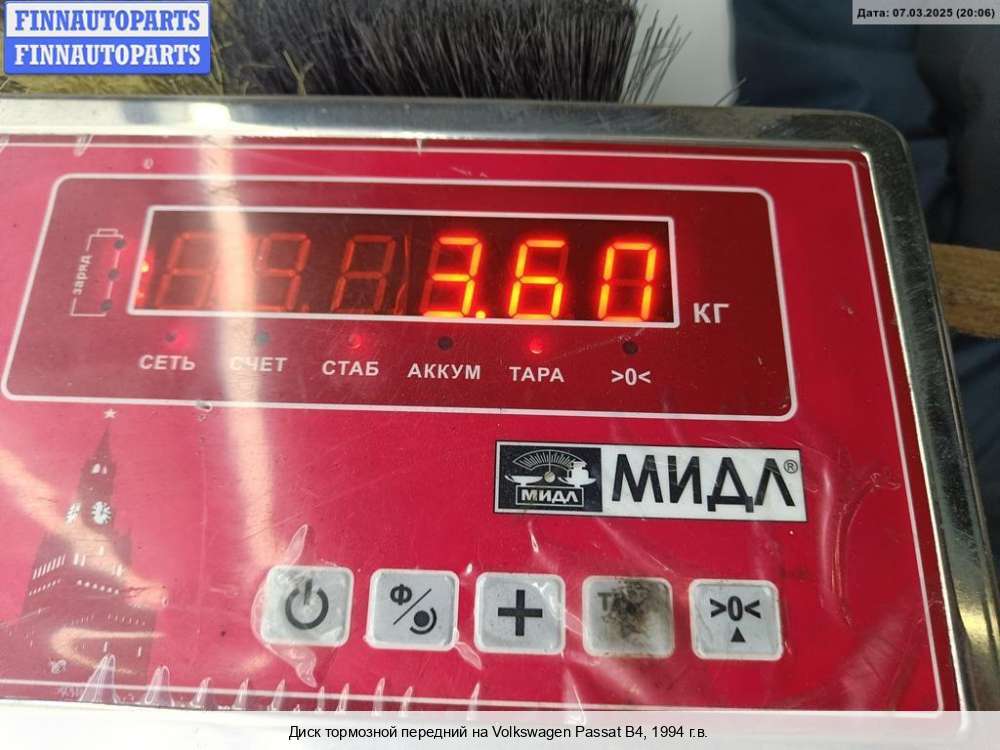 FINNAUTOPARTS
FINNAUTOPARTS
Дата: 07.03.2025 (20:06)
заряд
3.60
КГ
СЕТЬ СЧЕТ СТАБ АККУМ ТАРА >0<
МИДЛ МИДЛ®
Ф/ + >0<
Диск тормозной передний на Volkswagen Passat B4, 1994 г.в.